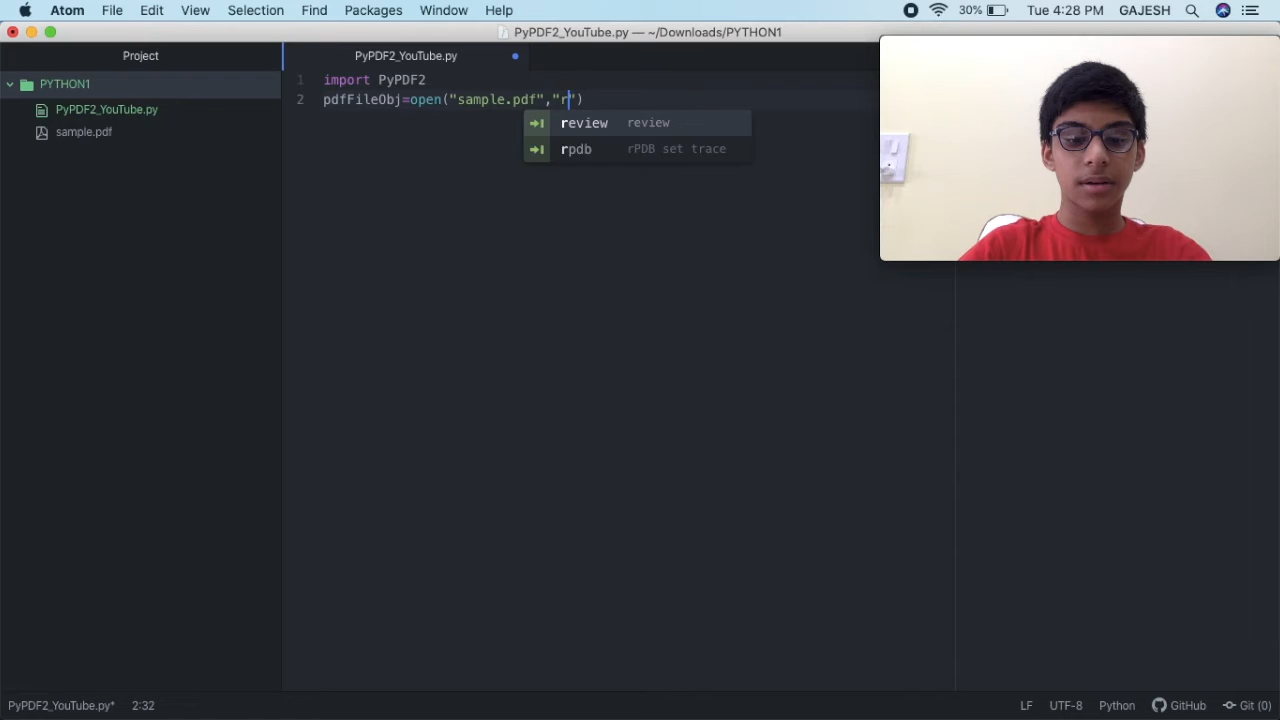 Atom File Edit View Selection Find Packages Window Help 30% Tue 4:28 PM GAJESH
PyPDF2_YouTube.py — ~/Downloads/PYTHON1
Project PyPDF2_YouTube.py
PYTHON1
PyPDF2_YouTube.py
sample.pdf
1 import PyPDF2
2 pdfFileObj=open("sample.pdf","r")
review review
rpdb rPDB set trace
PyPDF2_YouTube.py* 2:32 LF UTF-8 Python GitHub Git (0)